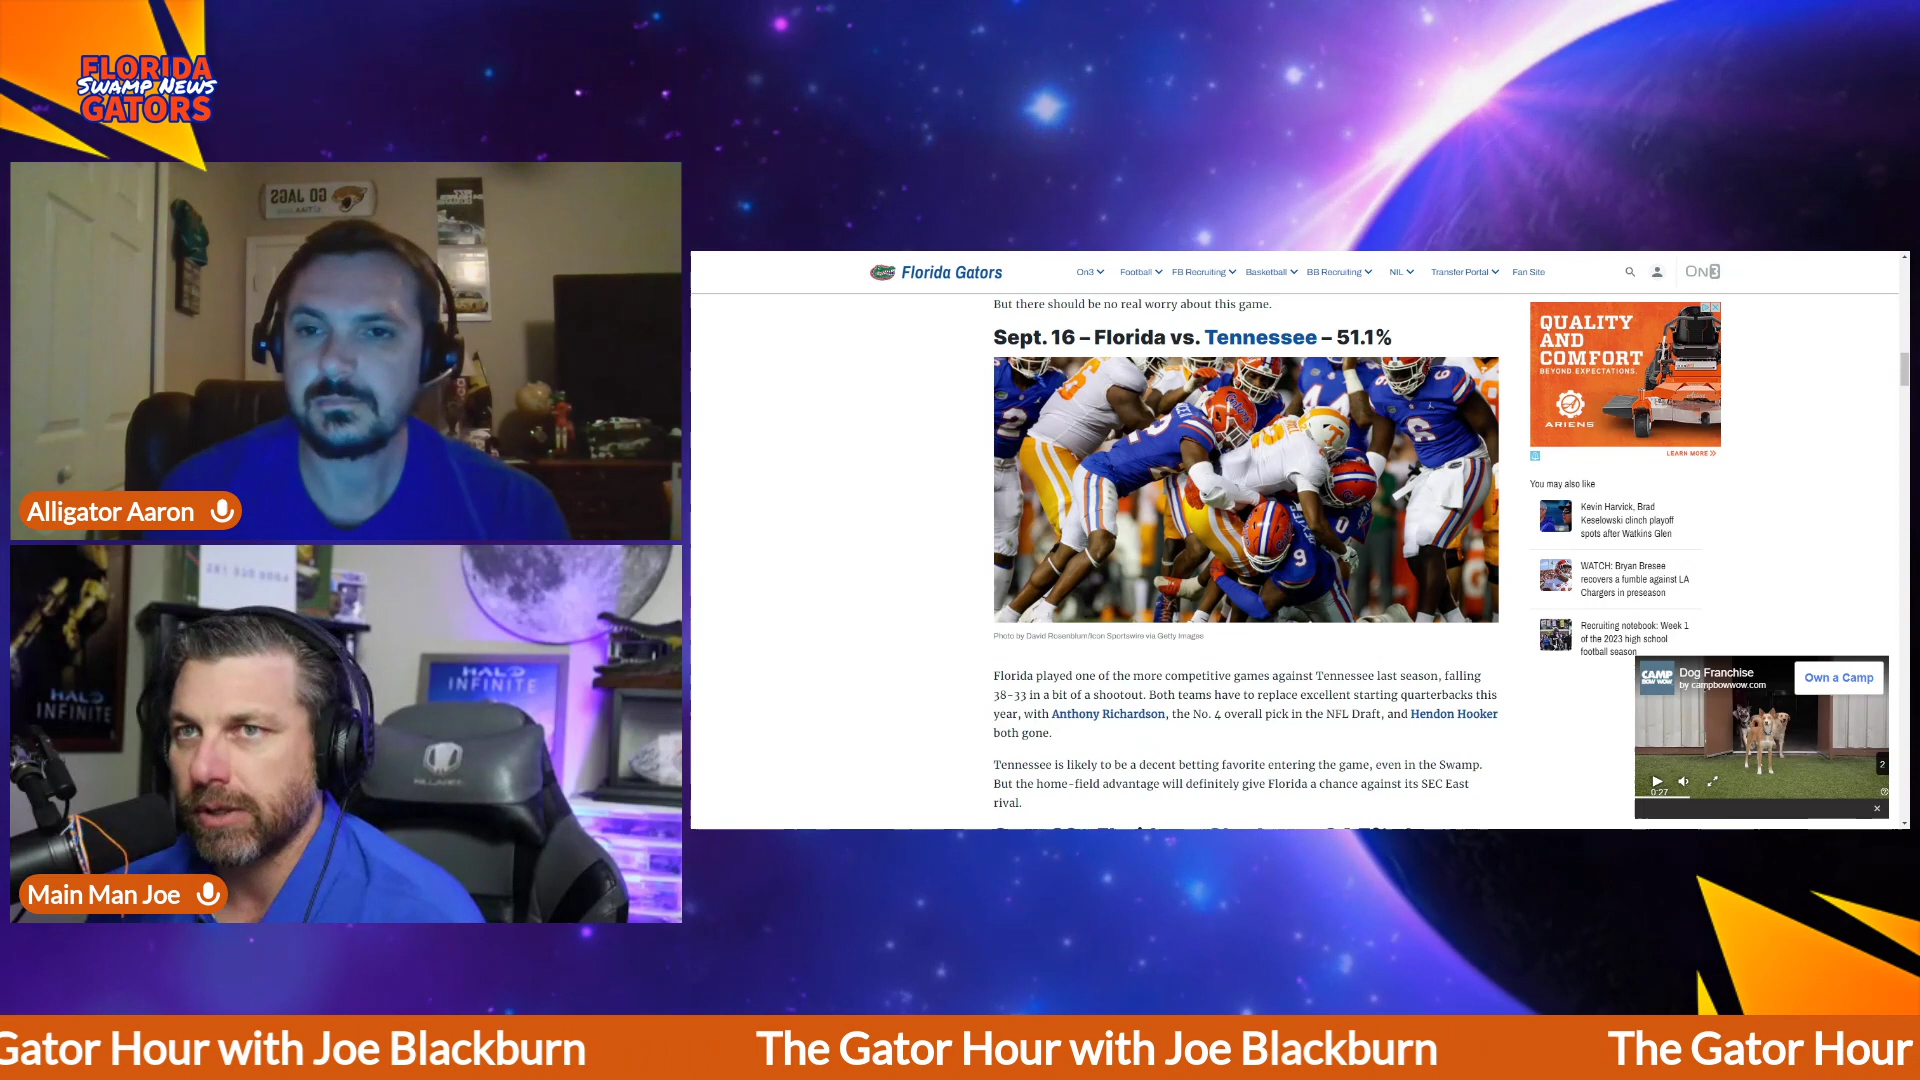 FLORIDA
SWAMP NEWS
GATORS
GO JAGS
Alligator Aaron
HALO
INFINITE
HALO
INFINITE
Main Man Joe
Florida Gators
On3
Football
FB Recruiting
Basketball
BB Recruiting
NIL
Transfer Portal
Fan Site
On3
But there should be no real worry about this game.
Sept. 16 – Florida vs. Tennessee – 51.1%
6
9
Photo by David Rosenblum/Icon Sportswire via Getty Images
Florida played one of the more competitive games against Tennessee last season, falling
38-33 in a bit of a shootout. Both teams have to replace excellent starting quarterbacks this
year, with Anthony Richardson, the No. 4 overall pick in the NFL Draft, and Hendon Hooker
both gone.
Tennessee is likely to be a decent betting favorite entering the game, even in the Swamp.
But the home-field advantage will definitely give Florida a chance against its SEC East
rival.
QUALITY
AND
COMFORT
BEYOND EXPECTATIONS.
ARIENS
LEARN MORE
You may also like
Kevin Harvick, Brad
Keselowski clinch playoff
spots after Watkins Glen
WATCH: Bryan Bresee
recovers a fumble against LA
Chargers in preseason
Recruiting notebook: Week 1
of the 2023 high school
football season
CAMP
BOW WOW
Dog Franchise
by campbowwow.com
Own a Camp
2
0:27
Gator Hour with Joe Blackburn
The Gator Hour with Joe Blackburn
The Gator Hour